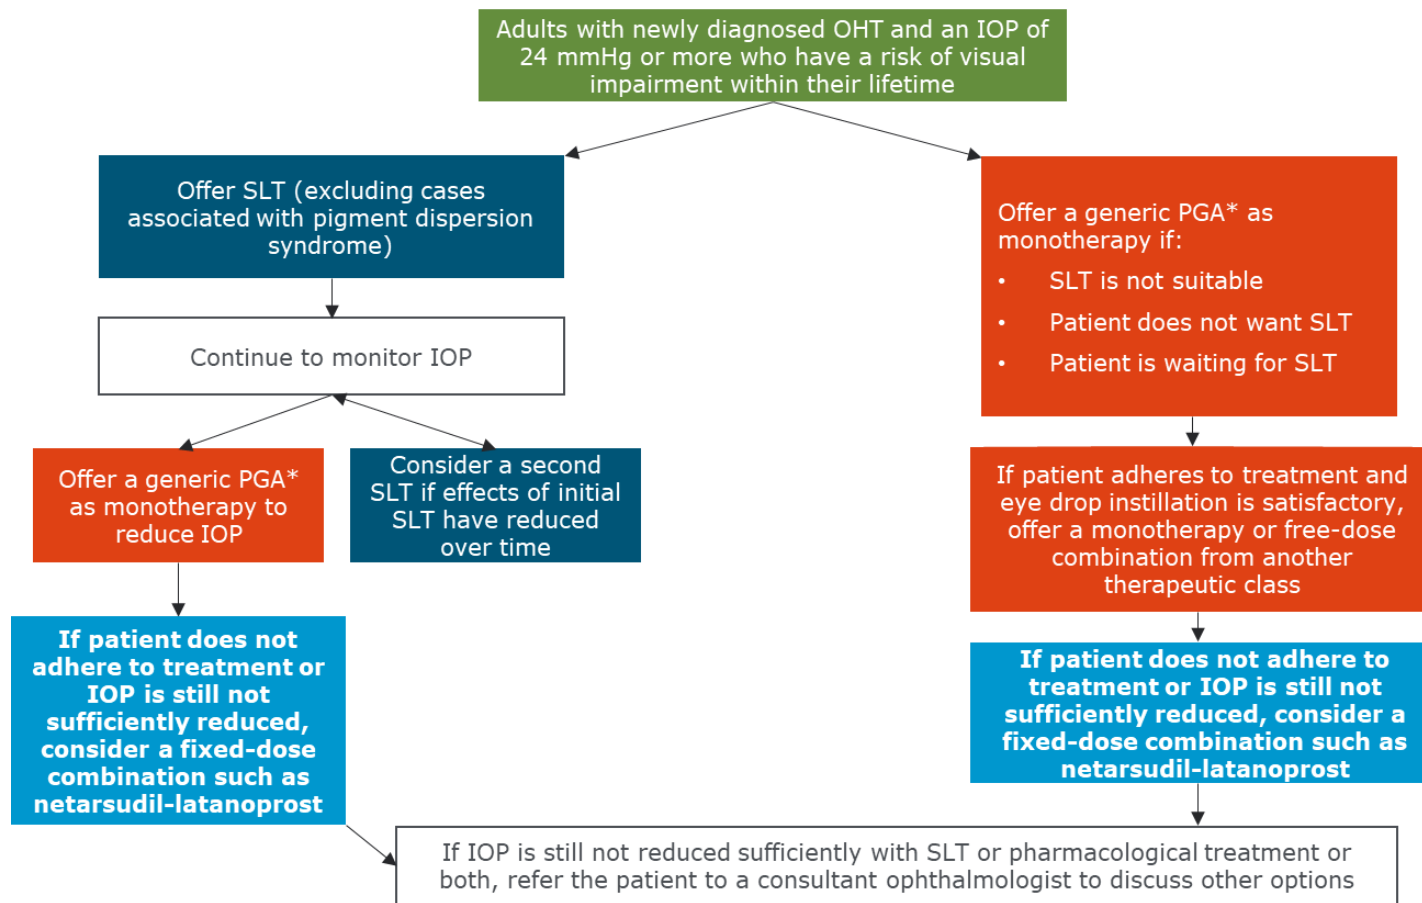 Adults with newly diagnosed OHT and an IOP of
24 mmHg or more who have a risk of visual
impairment within their lifetime
Offer SLT (excluding cases
associated with pigment dispersion
syndrome)
Continue to monitor IOP
Offer a generic PGA*
as monotherapy to
reduce IOP
Consider a second
SLT if effects of initial
SLT have reduced
over time
If patient does not
adhere to treatment or
IOP is still not
sufficiently reduced,
consider a fixed-dose
combination such as
netarsudil-latanoprost
Offer a generic PGA* as
monotherapy if:
• SLT is not suitable
• Patient does not want SLT
• Patient is waiting for SLT
If patient adheres to treatment and
eye drop instillation is satisfactory,
offer a monotherapy or free-dose
combination from another
therapeutic class
If patient does not adhere to
treatment or IOP is still not
sufficiently reduced, consider a
fixed-dose combination such as
netarsudil-latanoprost
If IOP is still not reduced sufficiently with SLT or pharmacological treatment or
both, refer the patient to a consultant ophthalmologist to discuss other options